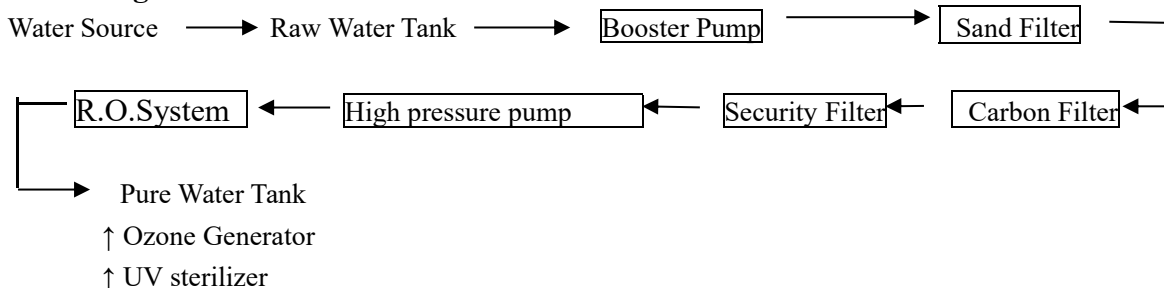 Water Source Raw Water Tank Booster Pump Sand Filter
R.O.System High pressure pump Security Filter Carbon Filter
Pure Water Tank
↑ Ozone Generator
↑ UV sterilizer